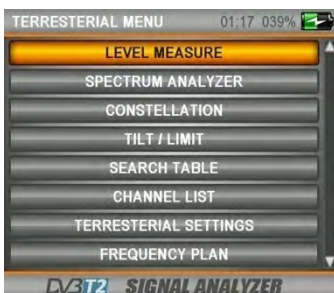 TERRESTERIAL MENU 01:17 039%
LEVEL MEASURE
SPECTRUM ANALYZER
CONSTELLATION
TILT / LIMIT
SEARCH TABLE
CHANNEL LIST
TERRESTERIAL SETTINGS
FREQUENCY PLAN
DVBT2 SIGNAL ANALYZER